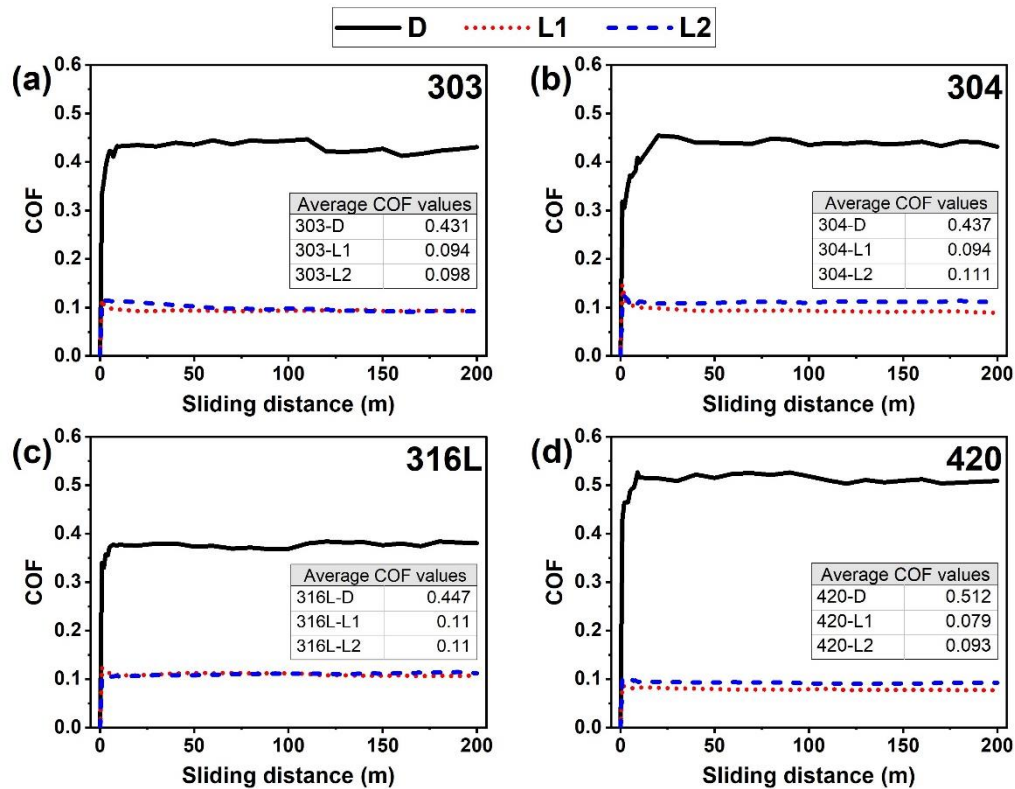 D L1 L2
(a) 303
COF
0.6
0.5
0.4
0.3
0.2
0.1
0.0
Average COF values
303-D 0.431
303-L1 0.094
303-L2 0.098
0 50 100 150 200
Sliding distance (m)
(b) 304
COF
0.6
0.5
0.4
0.3
0.2
0.1
0.0
Average COF values
304-D 0.437
304-L1 0.094
304-L2 0.111
0 50 100 150 200
Sliding distance (m)
(c) 316L
COF
0.6
0.5
0.4
0.3
0.2
0.1
0.0
Average COF values
316L-D 0.447
316L-L1 0.11
316L-L2 0.11
0 50 100 150 200
Sliding distance (m)
(d) 420
COF
0.6
0.5
0.4
0.3
0.2
0.1
0.0
Average COF values
420-D 0.512
420-L1 0.079
420-L2 0.093
0 50 100 150 200
Sliding distance (m)